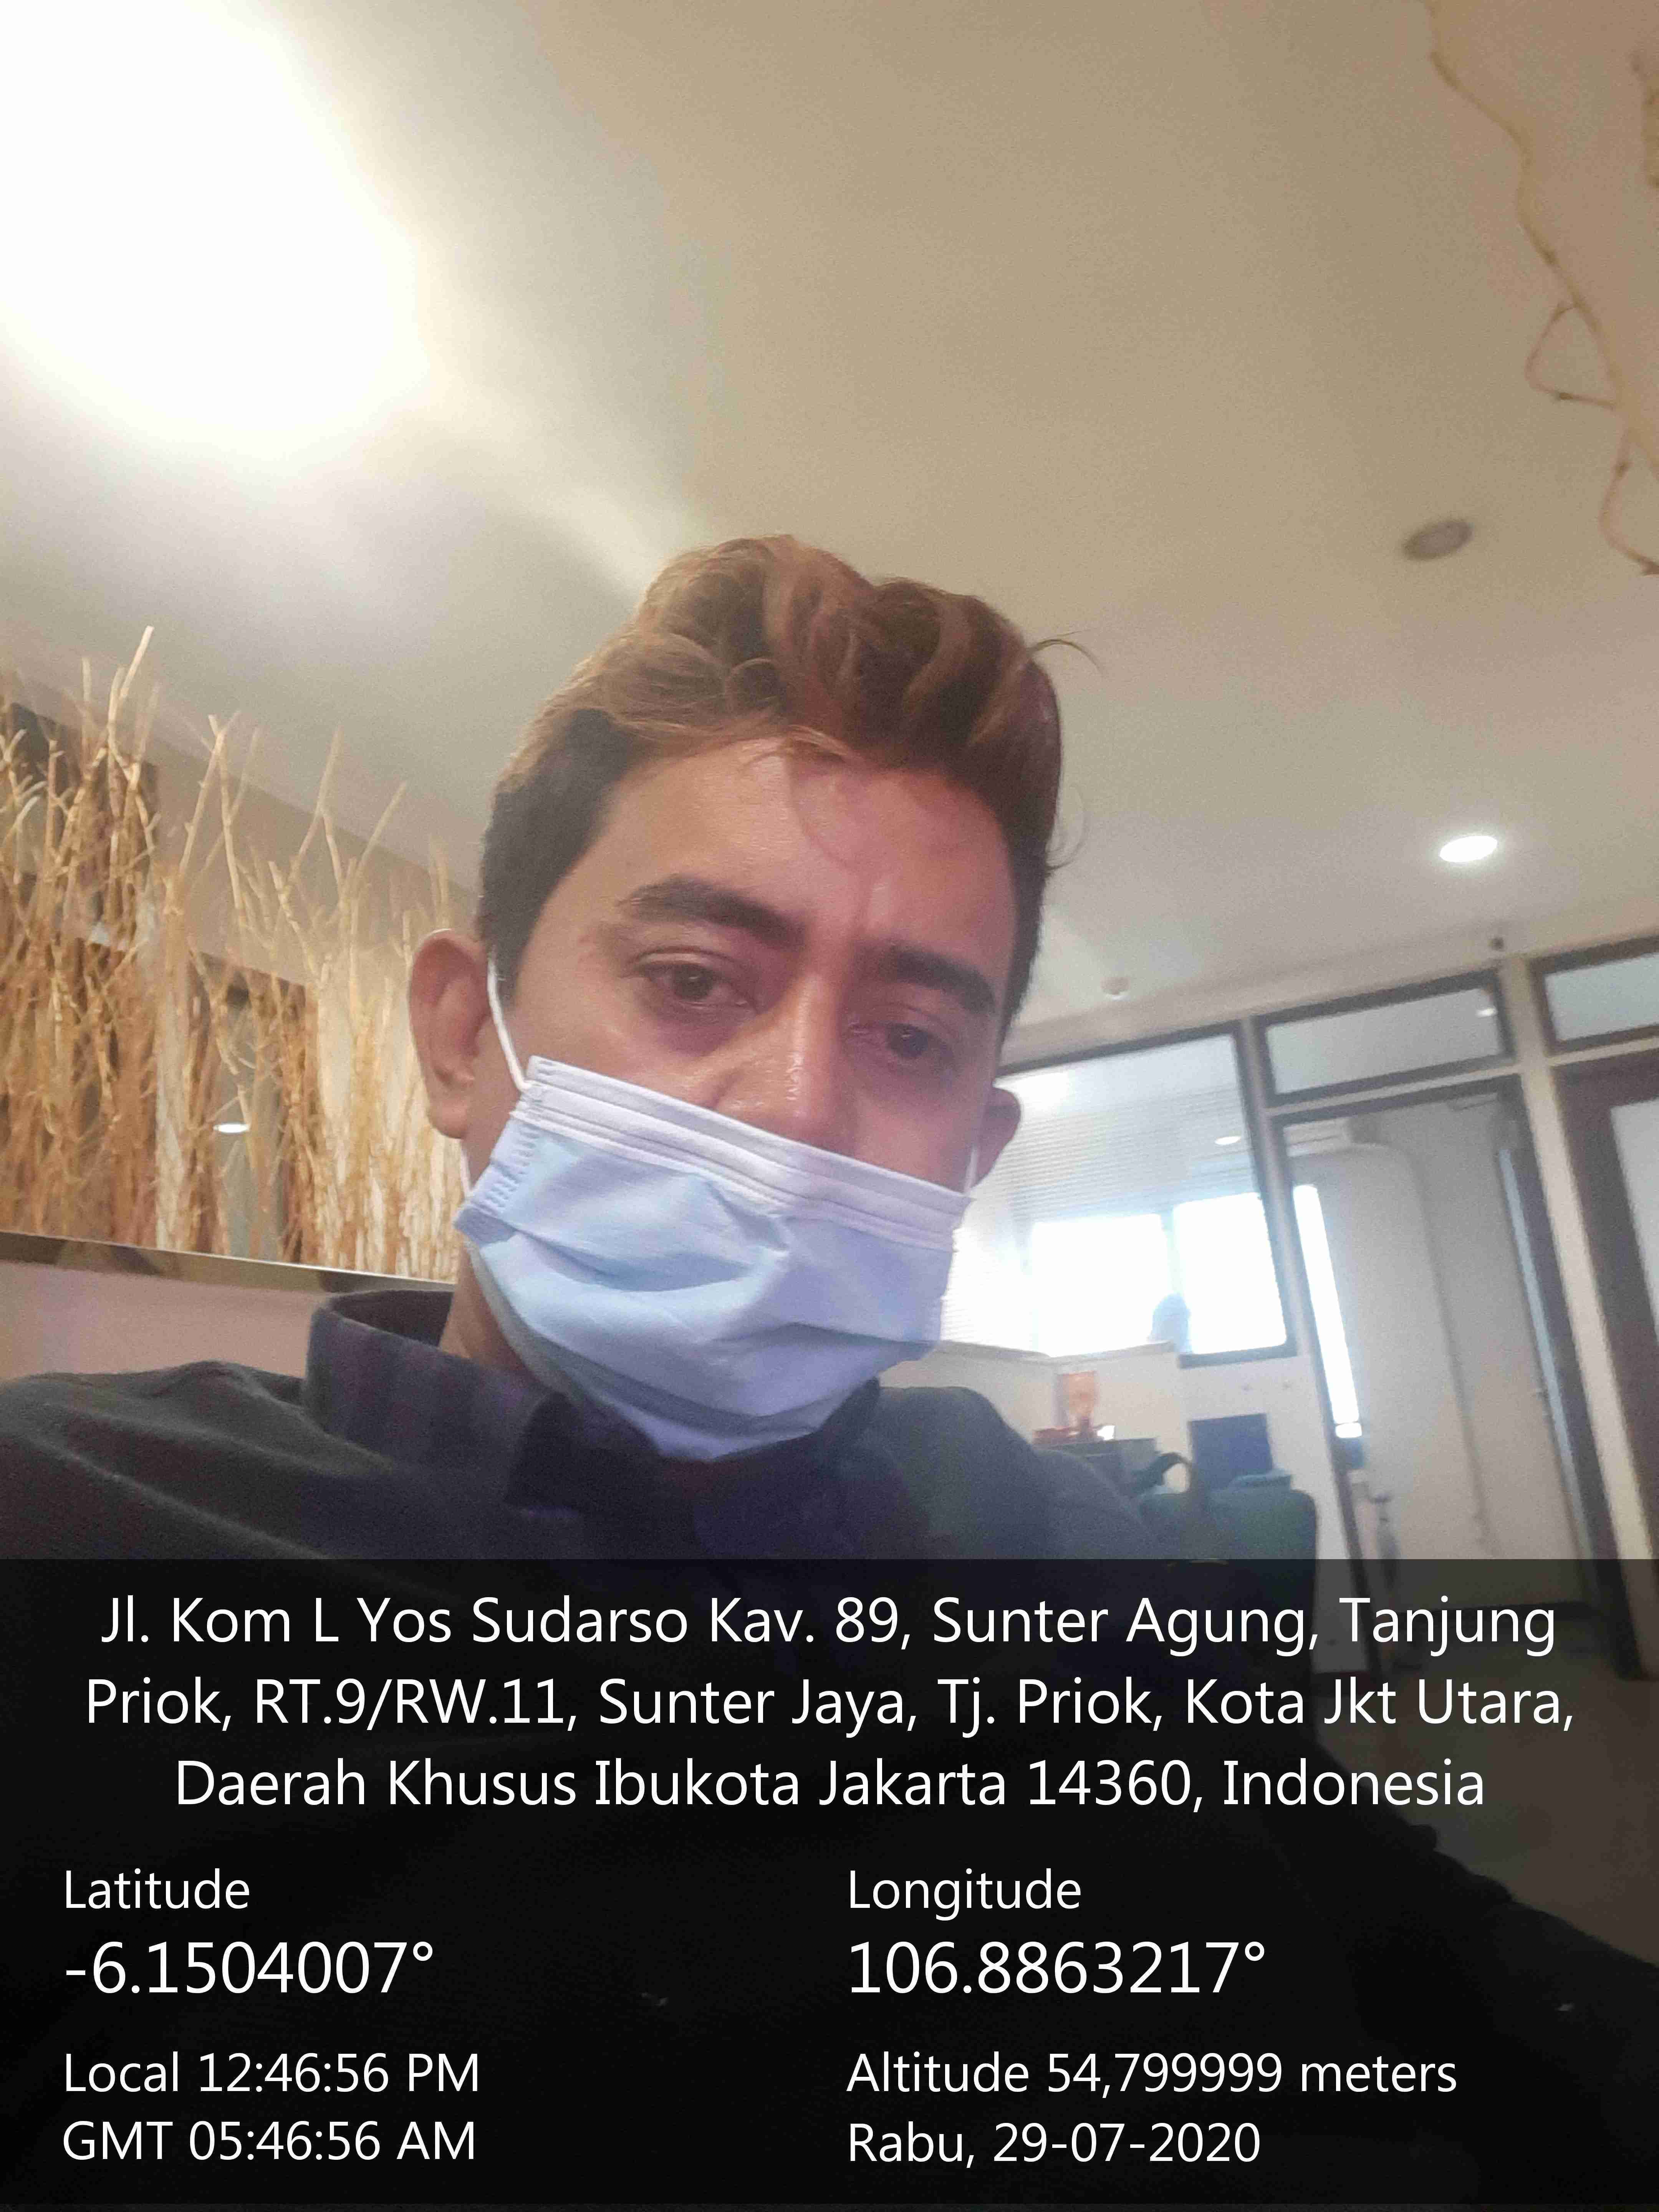 Jl. Kom L Yos Sudarso Kav. 89, Sunter Agung, Tanjung
Priok, RT.9/RW.11, Sunter Jaya, Tj. Priok, Kota Jkt Utara,
Daerah Khusus Ibukota Jakarta 14360, Indonesia
Latitude
-6.1504007°
Longitude
106.8863217°
Local 12:46:56 PM
GMT 05:46:56 AM
Altitude 54,799999 meters
Rabu, 29-07-2020